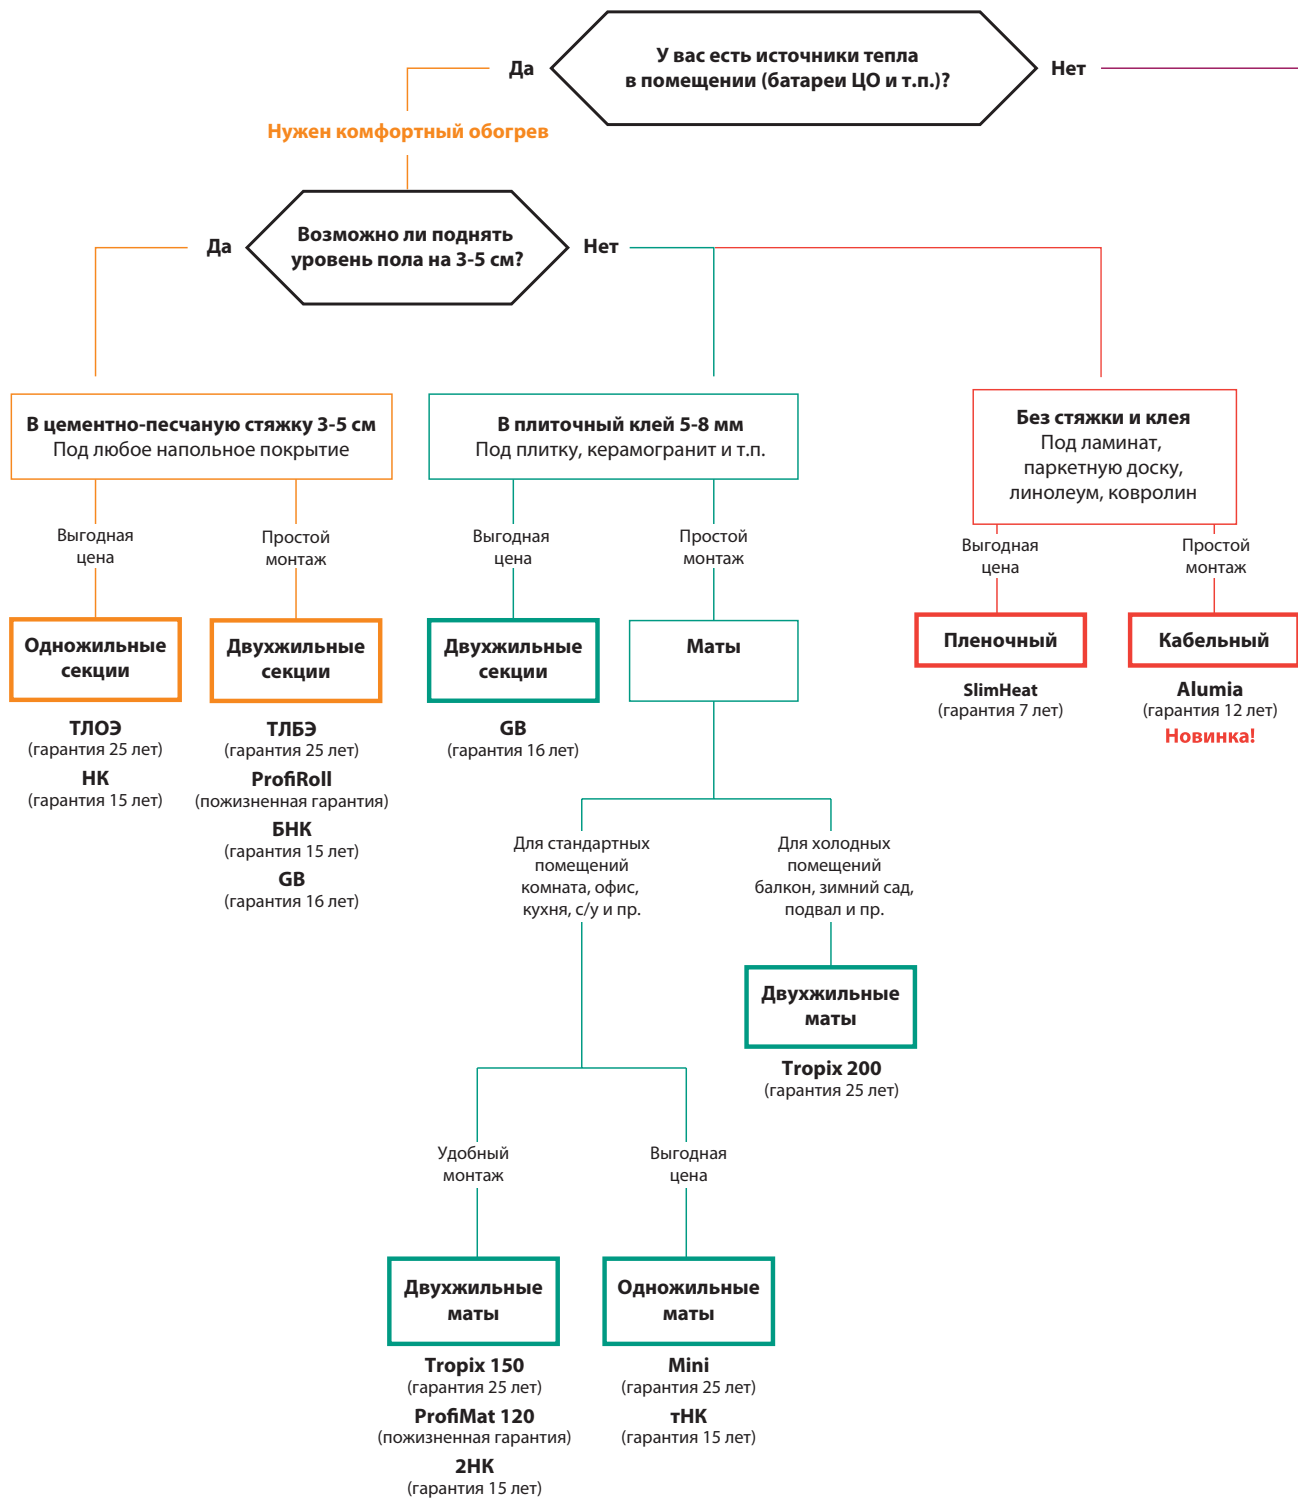 У вас есть источники тепла
в помещении (батареи ЦО и т.п.)?
Да
Нет
Нужен комфортный обогрев
Возможно ли поднять
уровень пола на 3-5 см?
Да
Нет
В цементно-песчаную стяжку 3-5 см
Под любое напольное покрытие
В плиточный клей 5-8 мм
Под плитку, керамогранит и т.п.
Без стяжки и клея
Под ламинат,
паркетную доску,
линолеум, ковролин
Выгодная
цена
Простой
монтаж
Выгодная
цена
Простой
монтаж
Выгодная
цена
Простой
монтаж
Одножильные
секции
ТЛОЭ
(гарантия 25 лет)
НК
(гарантия 15 лет)
Двухжильные
секции
ТЛБЭ
(гарантия 25 лет)
ProfiRoll
(пожизненная гарантия)
БНК
(гарантия 15 лет)
GB
(гарантия 16 лет)
Двухжильные
секции
GB
(гарантия 16 лет)
Маты
Пленочный
SlimHeat
(гарантия 7 лет)
Кабельный
Alumia
(гарантия 12 лет)
Новинка!
Для стандартных
помещений
комната, офис,
кухня, с/у и пр.
Для холодных
помещений
балкон, зимний сад,
подвал и пр.
Двухжильные
маты
Tropix 200
(гарантия 25 лет)
Удобный
монтаж
Выгодная
цена
Двухжильные
маты
Tropix 150
(гарантия 25 лет)
ProfiMat 120
(пожизненная гарантия)
2НК
(гарантия 15 лет)
Одножильные
маты
Mini
(гарантия 25 лет)
тНК
(гарантия 15 лет)